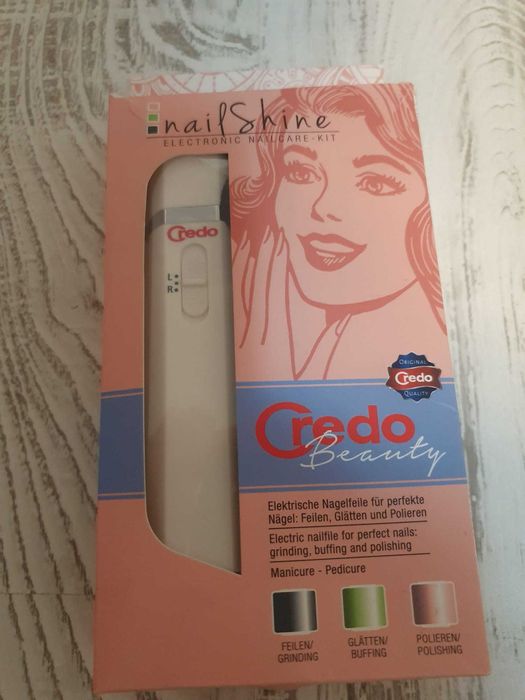 nailShine
ELECTRONIC NAILCARE-KIT
Credo
L
R
ORIGINAL
Credo
QUALITY
Credo
Beauty
Elektrische Nagelfeile für perfekte
Nägel: Feilen, Glätten und Polieren
Electric nailfile for perfect nails:
grinding, buffing and polishing
Manicure - Pedicure
FEILEN/
GRINDING
GLÄTTEN/
BUFFING
POLIEREN/
POLISHING